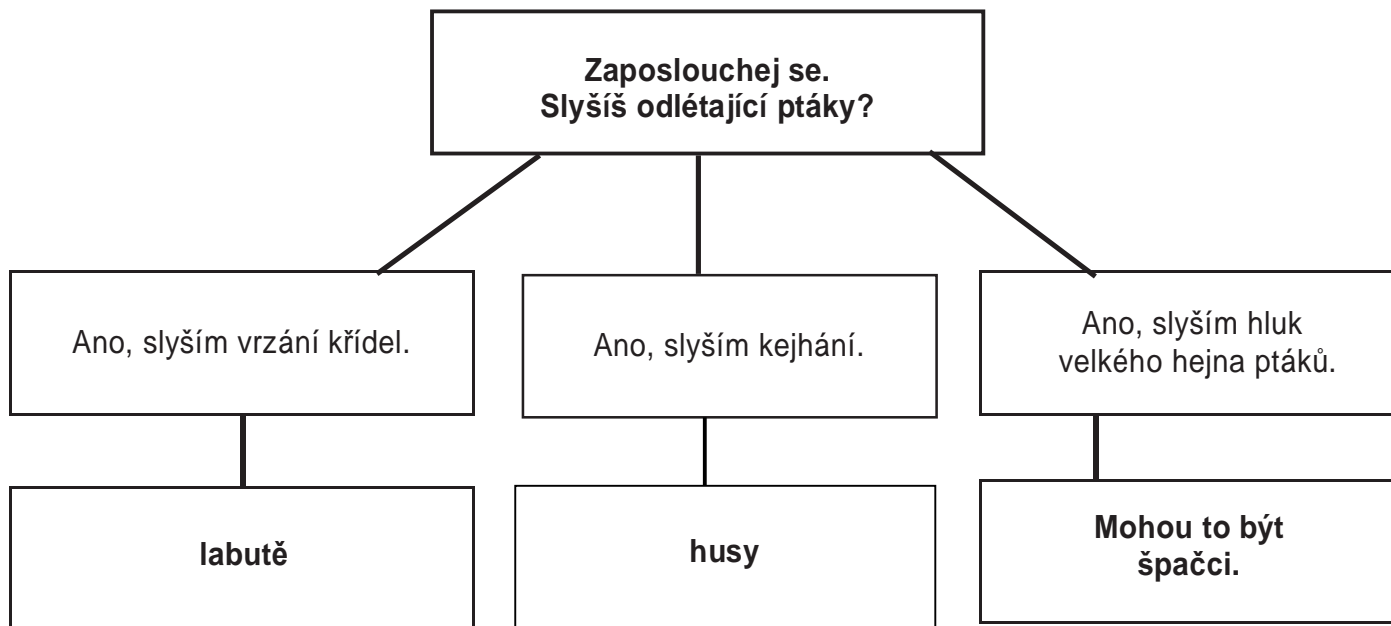 Zaposlouchej se.
Slyšíš odlétající ptáky?
Ano, slyším vrzání křídel.
Ano, slyším kejhání.
Ano, slyším hluk
velkého hejna ptáků.
labutě
husy
Mohou to být
špačci.